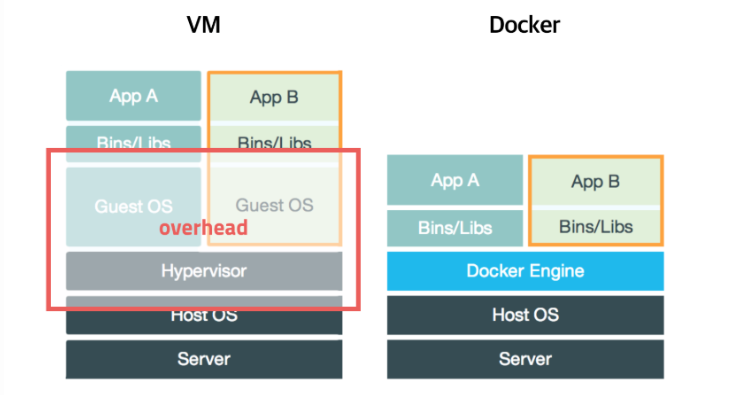 VM
Docker
App A
App B
Bins/Libs
Bins/Libs
Guest OS
Guest OS
overhead
Hypervisor
Host OS
Server
App A
App B
Bins/Libs
Bins/Libs
Docker Engine
Host OS
Server